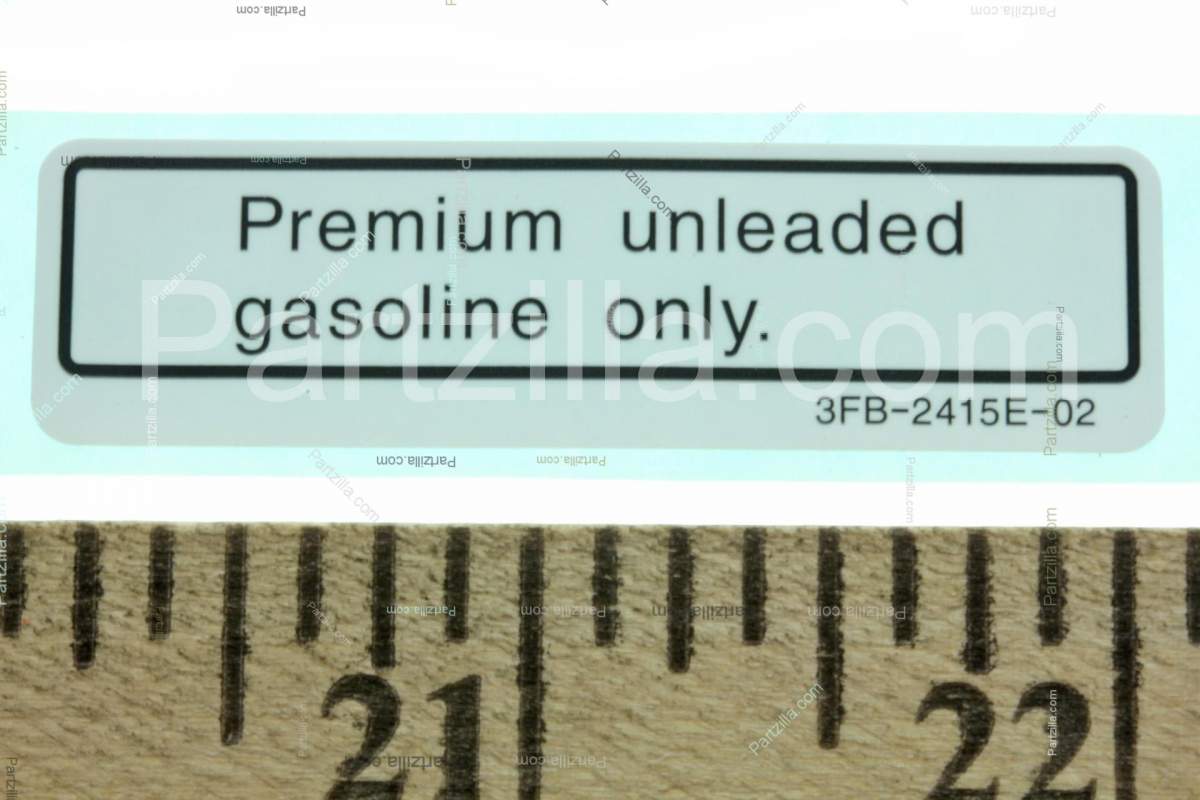 Premium unleaded
gasoline only.
3FB-2415E-02
Partzilla.com
21 22